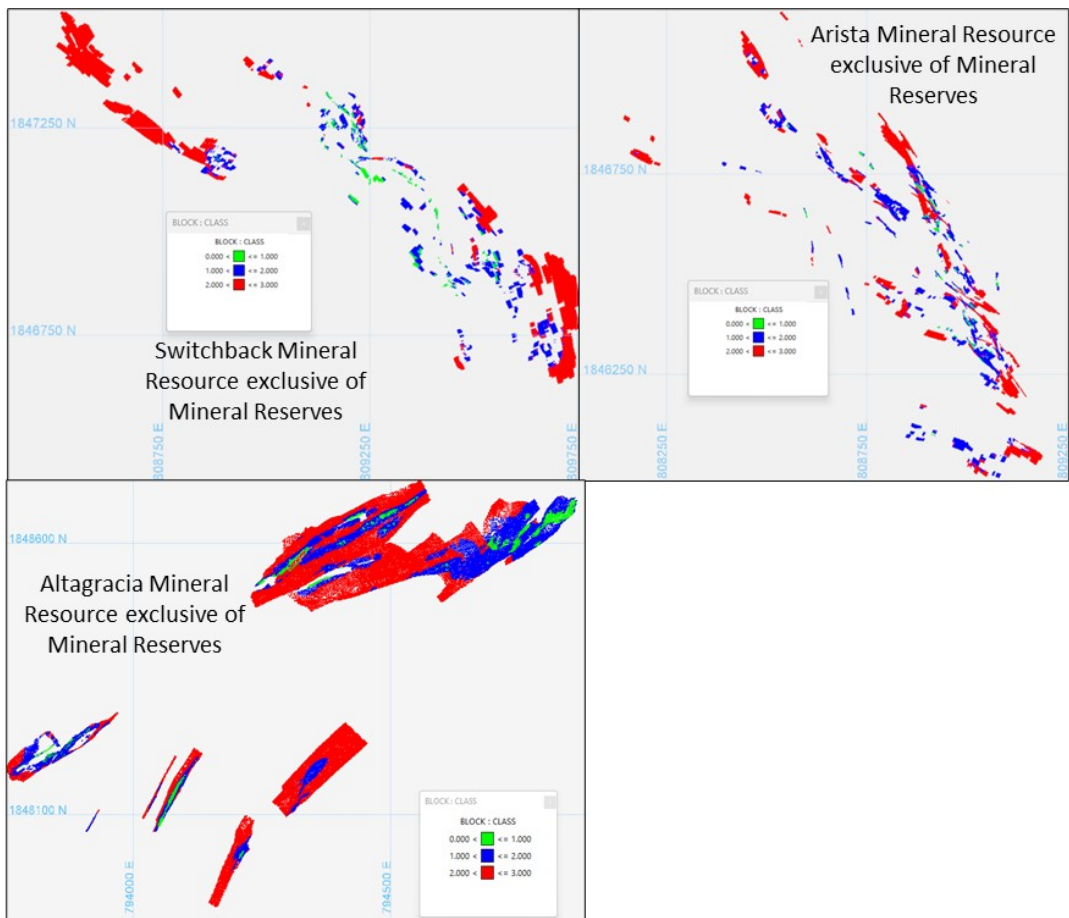 1847250 N
BLOCK : CLASS
BLOCK : CLASS
0.000 < <= 1.000
1.000 < <= 2.000
2.000 < <= 3.000
1846750 N
Switchback Mineral
Resource exclusive of
Mineral Reserves
808750 E
809250 E
809750 E
Arista Mineral Resource
exclusive of Mineral
Reserves
1846750 N
BLOCK : CLASS
BLOCK : CLASS
0.000 < <= 1.000
1.000 < <= 2.000
2.000 < <= 3.000
1846250 N
808250 E
808750 E
809250 E
1848600 N
Altagracia Mineral
Resource exclusive of
Mineral Reserves
1848100 N
BLOCK : CLASS
BLOCK : CLASS
0.000 < <= 1.000
1.000 < <= 2.000
2.000 < <= 3.000
794000 E
794500 E